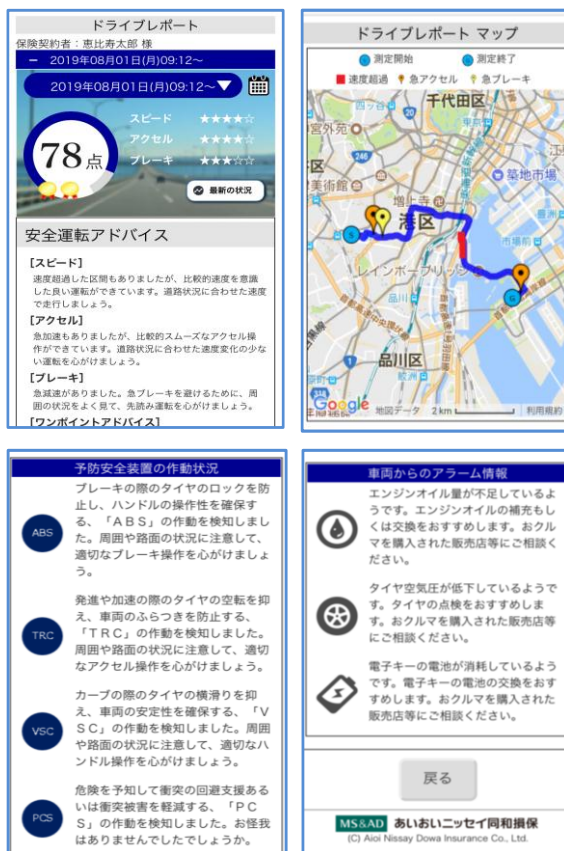 ドライブレポート
保険契約者：恵比寿太郎 様
－ 2019年08月01日(月)09:12～
2019年08月01日(月)09:12～▼
スピード ★★★★☆
アクセル ★★★★☆
ブレーキ ★★★☆☆
78点
最新の状況
安全運転アドバイス
【スピード】
速度超過した区間もありましたが、比較的速度を意識
した良い運転ができています。道路状況に合わせた速度
で走行しましょう。
【アクセル】
急加速もありましたが、比較的スムーズなアクセル操
作ができています。道路状況に合わせた速度変化の少な
い運転を心がけましょう。
【ブレーキ】
急減速がありました。急ブレーキを避けるために、周
囲の状況をよく見て、先読み運転を心がけましょう。
【ワンポイントアドバイス】
ドライブレポート マップ
S 測定開始 G 測定終了
速度超過 急アクセル 急ブレーキ
四ッ谷
千代田区
宮外苑
20
東京
246
江
区
美術館
築地市場
増上寺
港区
豊洲
S
市場前
レインボーブリッジ
品川
G
1
品川区
鮫洲
316
Google 地図データ 2 km 利用規約
予防安全装置の作動状況
ABS
ブレーキの際のタイヤのロックを防
止し、ハンドルの操作性を確保す
る、「ＡＢＳ」の作動を検知しまし
た。周囲や路面の状況に注意して、
適切なブレーキ操作を心がけましょ
う。
TRC
発進や加速の際のタイヤの空転を抑
え、車両のふらつきを防止する、
「ＴＲＣ」の作動を検知しました。
周囲や路面の状況に注意して、適切
なアクセル操作を心がけましょう。
VSC
カーブの際のタイヤの横滑りを抑
え、車両の安定性を確保する、「Ｖ
ＳＣ」の作動を検知しました。周囲
や路面の状況に注意して、適切なハ
ンドル操作を心がけましょう。
PCS
危険を予知して衝突の回避支援ある
いは衝突被害を軽減する、「ＰＣ
Ｓ」の作動を検知しました。お怪我
はありませんでしたでしょうか。
車両からのアラーム情報
エンジンオイル量が不足しているよ
うです。エンジンオイルの補充もし
くは交換をおすすめします。おクル
マを購入された販売店等にご相談く
ださい。
タイヤ空気圧が低下しているようで
す。タイヤの点検をおすすめしま
す。おクルマを購入された販売店等
にご相談ください。
電子キーの電池が消耗しているよう
です。電子キーの電池の交換をおす
すめします。おクルマを購入された
販売店等にご相談ください。
戻る
MS&AD あいおいニッセイ同和損保
(C) Aioi Nissay Dowa Insurance Co., Ltd.